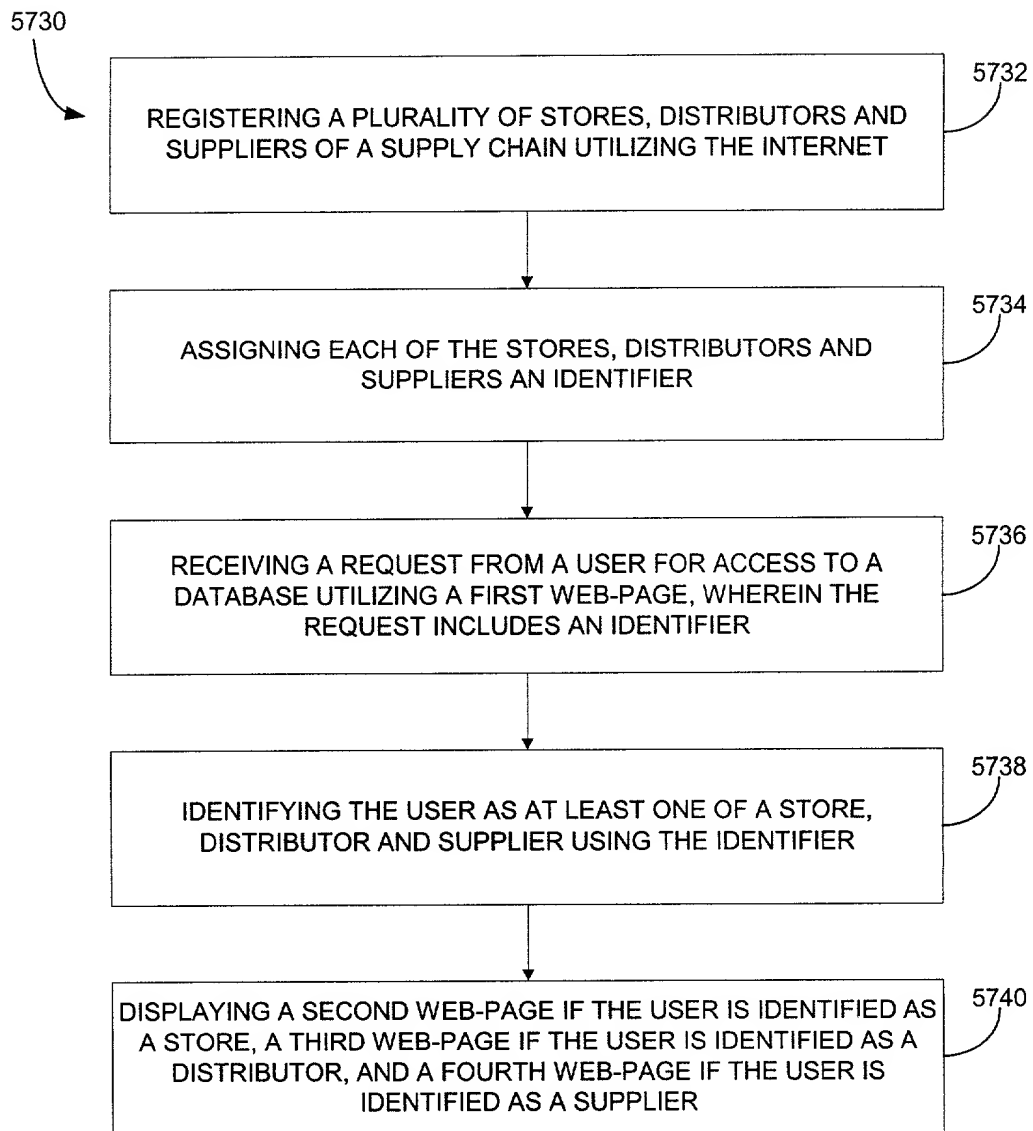 5730
5732
REGISTERING A PLURALITY OF STORES, DISTRIBUTORS AND
SUPPLIERS OF A SUPPLY CHAIN UTILIZING THE INTERNET
5734
ASSIGNING EACH OF THE STORES, DISTRIBUTORS AND
SUPPLIERS AN IDENTIFIER
5736
RECEIVING A REQUEST FROM A USER FOR ACCESS TO A
DATABASE UTILIZING A FIRST WEB-PAGE, WHEREIN THE
REQUEST INCLUDES AN IDENTIFIER
5738
IDENTIFYING THE USER AS AT LEAST ONE OF A STORE,
DISTRIBUTOR AND SUPPLIER USING THE IDENTIFIER
5740
DISPLAYING A SECOND WEB-PAGE IF THE USER IS IDENTIFIED AS
A STORE, A THIRD WEB-PAGE IF THE USER IS IDENTIFIED AS A
DISTRIBUTOR, AND A FOURTH WEB-PAGE IF THE USER IS
IDENTIFIED AS A SUPPLIER